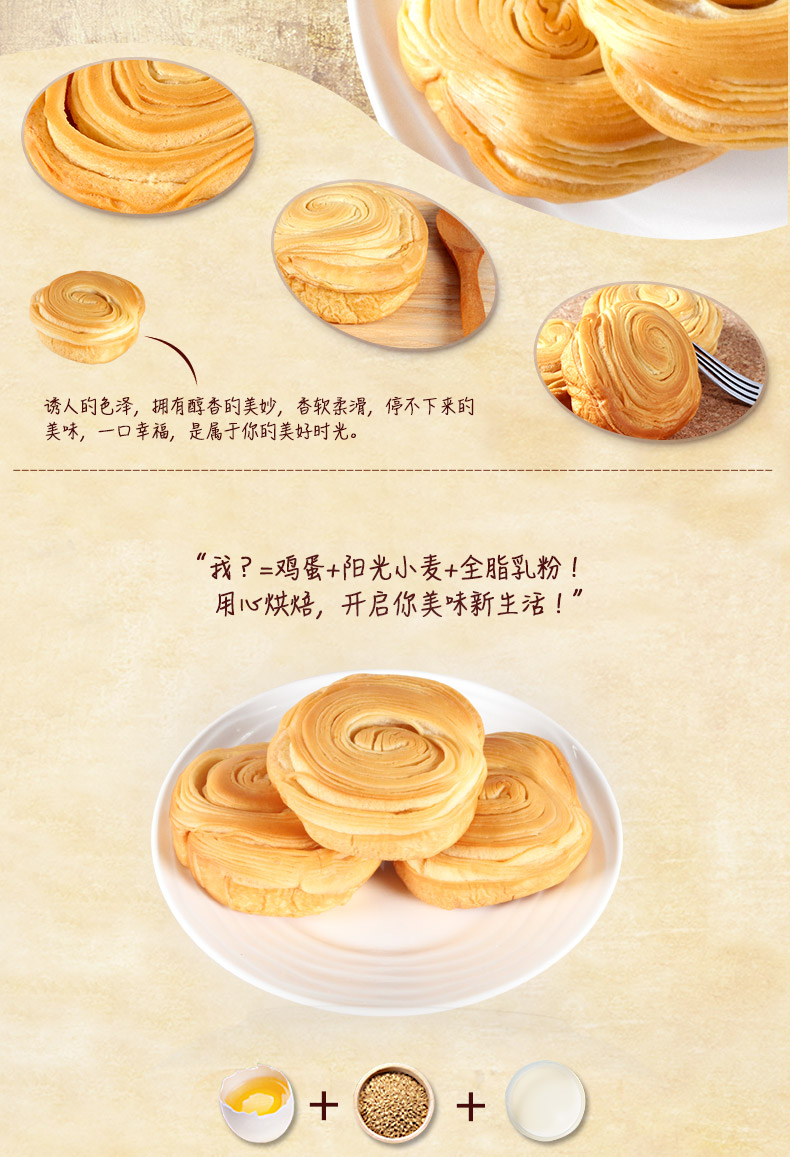 诱人的色泽，拥有醇香的美妙，香软柔滑，停不下来的
美味，一口幸福，是属于你的美好时光。
“我？=鸡蛋+阳光小麦+全脂乳粉！
用心烘焙，开启你美味新生活！”
+ +